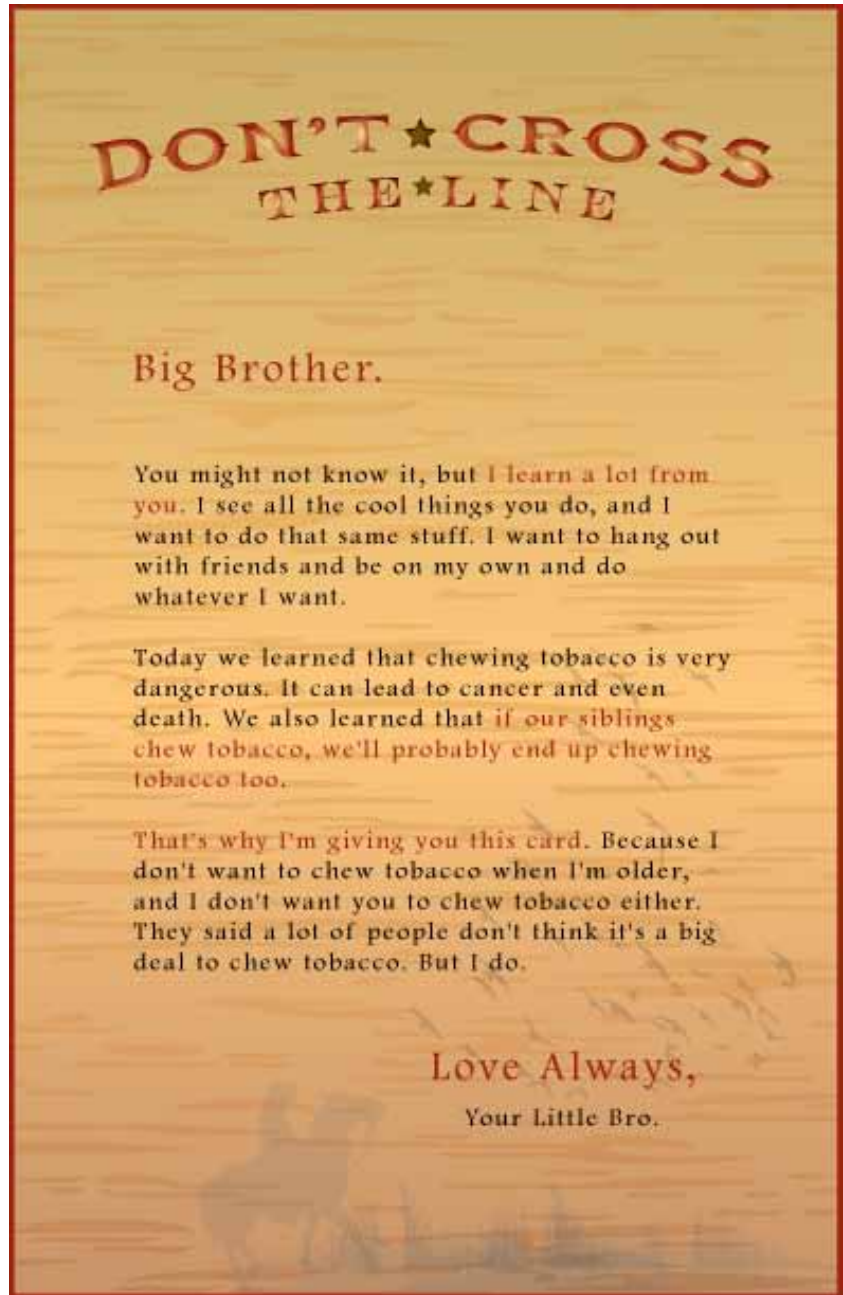 DON'T★CROSS
THE★LINE
Big Brother.
You might not know it, but I learn a lot from
you. I see all the cool things you do, and I
want to do that same stuff. I want to hang out
with friends and be on my own and do
whatever I want.
Today we learned that chewing tobacco is very
dangerous. It can lead to cancer and even
death. We also learned that if our siblings
chew tobacco, we'll probably end up chewing
tobacco too.
That's why I'm giving you this card. Because I
don't want to chew tobacco when I'm older,
and I don't want you to chew tobacco either.
They said a lot of people don't think it's a big
deal to chew tobacco. But I do.
Love Always,
Your Little Bro.